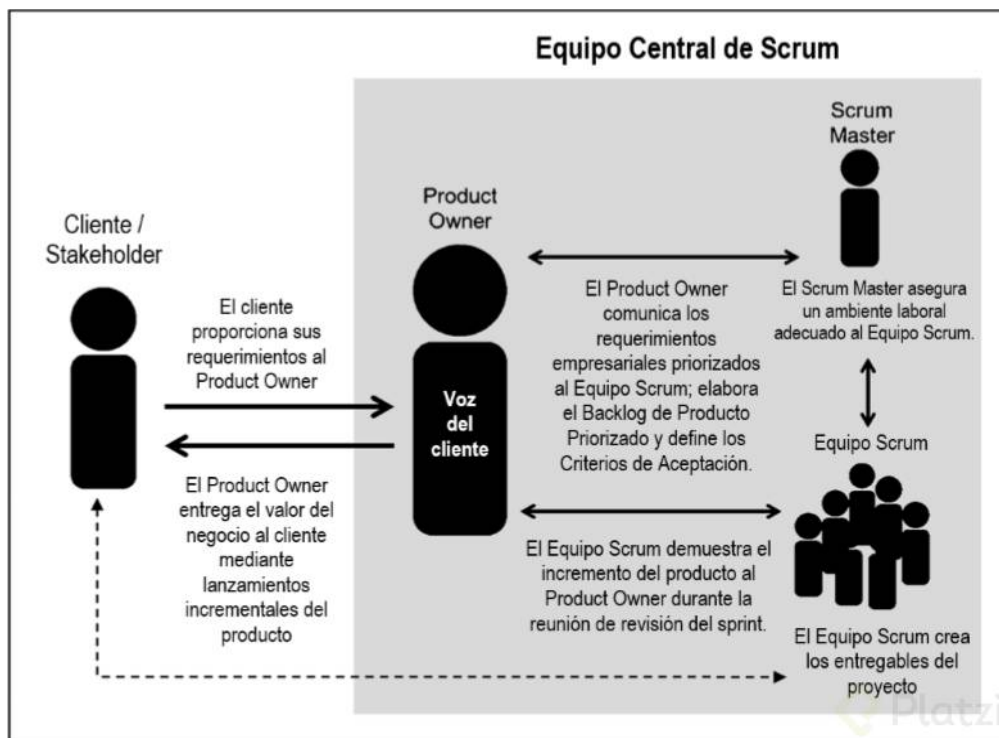 Equipo Central de Scrum
Cliente /
Stakeholder
El cliente
proporciona sus
requerimientos al
Product Owner
El Product Owner
entrega el valor del
negocio al cliente
mediante
lanzamientos
incrementales del
producto
Product
Owner
Voz
del
cliente
El Product Owner
comunica los
requerimientos
empresariales priorizados
al Equipo Scrum; elabora
el Backlog de Producto
Priorizado y define los
Criterios de Aceptación.
El Equipo Scrum demuestra el
incremento del producto al
Product Owner durante la
reunión de revisión del sprint.
Scrum
Master
El Scrum Master asegura
un ambiente laboral
adecuado al Equipo Scrum.
Equipo Scrum
El Equipo Scrum crea
los entregables del
proyecto
Platzi